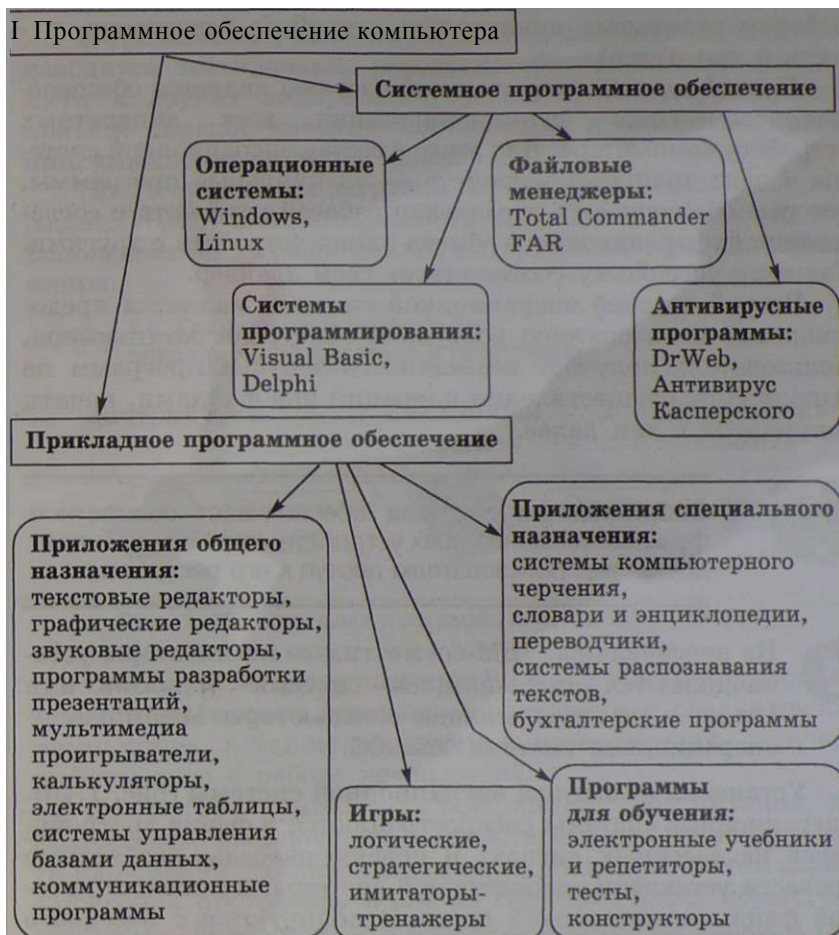 I Программное обеспечение компьютера
Системное программное обеспечение
Операционные
системы:
Windows,
Linux
Файловые
менеджеры:
Total Commander
FAR
Системы
программирования:
Visual Basic,
Delphi
Антивирусные
программы:
DrWeb,
Антивирус
Касперского
Прикладное программное обеспечение
Приложения общего
назначения:
текстовые редакторы,
графические редакторы,
звуковые редакторы,
программы разработки
презентаций,
мультимедиа
проигрыватели,
калькуляторы,
электронные таблицы,
системы управления
базами данных,
коммуникационные
программы
Приложения специального
назначения:
системы компьютерного
черчения,
словари и энциклопедии,
переводчики,
системы распознавания
текстов,
бухгалтерские программы
Игры:
логические,
стратегические,
имитаторы-
тренажеры
Программы
для обучения:
электронные учебники
и репетиторы,
тесты,
конструкторы